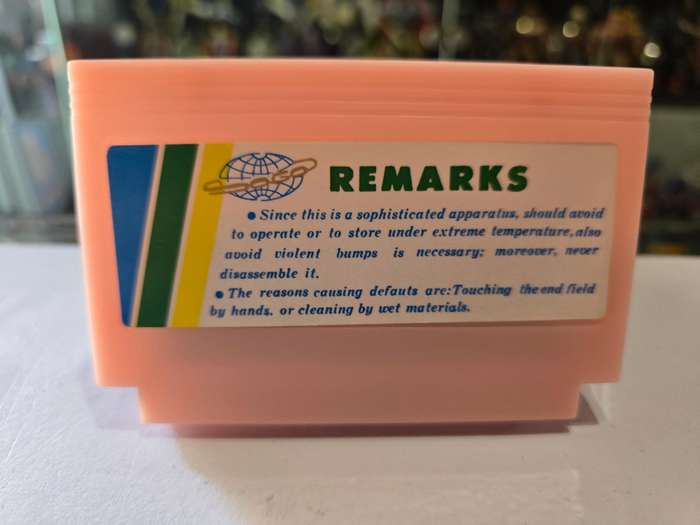 REMARKS
● Since this is a sophisticated apparatus, should avoid
to operate or to store under extreme temperature, also
avoid violent bumps is necessary; moreover, never
disassemble it.
● The reasons causing defauts are: Touching the end field
by hands. or cleaning by wet materials.